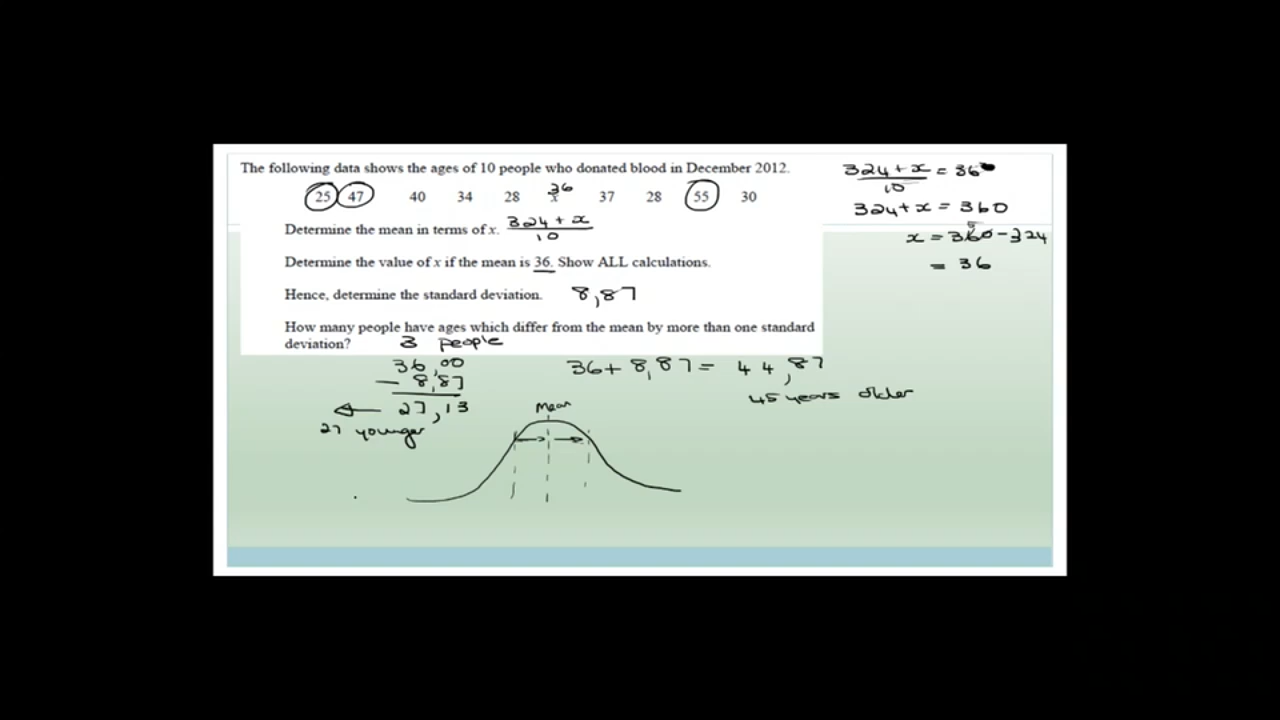 The following data shows the ages of 10 people who donated blood in December 2012.
36
25 47 40 34 28 x 37 28 55 30
Determine the mean in terms of x. 324 + x / 10
Determine the value of x if the mean is 36. Show ALL calculations.
Hence, determine the standard deviation. 8,87
How many people have ages which differ from the mean by more than one standard
deviation? 3 people
324 + x / 10 = 36
324 + x = 360
x = 360 - 324
= 36
36,00
- 8,87
27,13
27 younger
36 + 8,87 = 44,87
45 years older
Mean